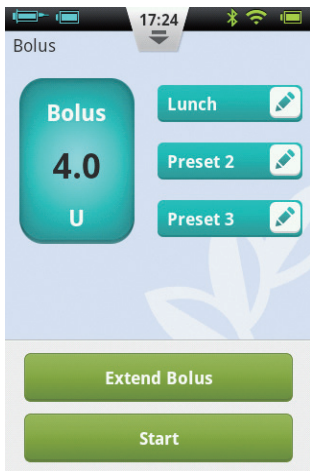 17:24
Bolus
Bolus
4.0
U
Lunch
Preset 2
Preset 3
Extend Bolus
Start